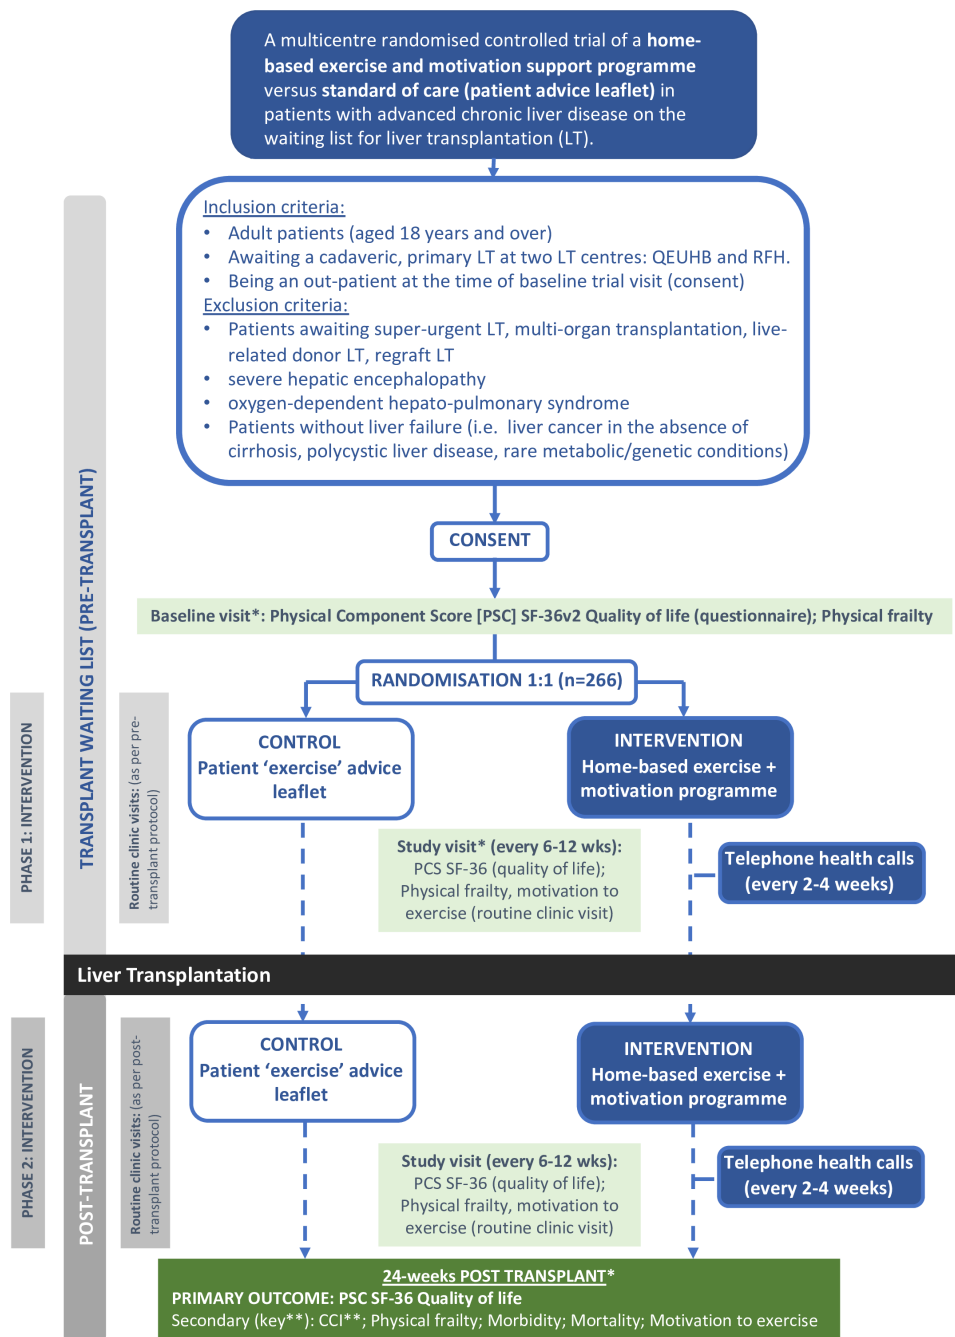 A multicentre randomised controlled trial of a home-
based exercise and motivation support programme
versus standard of care (patient advice leaflet) in
patients with advanced chronic liver disease on the
waiting list for liver transplantation (LT).
Inclusion criteria:
• Adult patients (aged 18 years and over)
• Awaiting a cadaveric, primary LT at two LT centres: QEUHB and RFH.
• Being an out-patient at the time of baseline trial visit (consent)
Exclusion criteria:
• Patients awaiting super-urgent LT, multi-organ transplantation, live-
related donor LT, regraft LT
• severe hepatic encephalopathy
• oxygen-dependent hepato-pulmonary syndrome
• Patients without liver failure (i.e. liver cancer in the absence of
cirrhosis, polycystic liver disease, rare metabolic/genetic conditions)
CONSENT
Baseline visit*: Physical Component Score [PSC] SF-36v2 Quality of life (questionnaire); Physical frailty
RANDOMISATION 1:1 (n=266)
TRANSPLANT WAITING LIST (PRE-TRANSPLANT)
PHASE 1: INTERVENTION
Routine clinic visits: (as per pre-
transplant protocol)
CONTROL
Patient ‘exercise’ advice
leaflet
INTERVENTION
Home-based exercise +
motivation programme
Study visit* (every 6-12 wks):
PCS SF-36 (quality of life);
Physical frailty, motivation to
exercise (routine clinic visit)
Telephone health calls
(every 2-4 weeks)
Liver Transplantation
POST-TRANSPLANT
PHASE 2: INTERVENTION
Routine clinic visits: (as per post-
transplant protocol)
CONTROL
Patient ‘exercise’ advice
leaflet
INTERVENTION
Home-based exercise +
motivation programme
Study visit (every 6-12 wks):
PCS SF-36 (quality of life);
Physical frailty, motivation to
exercise (routine clinic visit)
Telephone health calls
(every 2-4 weeks)
24-weeks POST TRANSPLANT*
PRIMARY OUTCOME: PSC SF-36 Quality of life
Secondary (key**): CCI**; Physical frailty; Morbidity; Mortality; Motivation to exercise